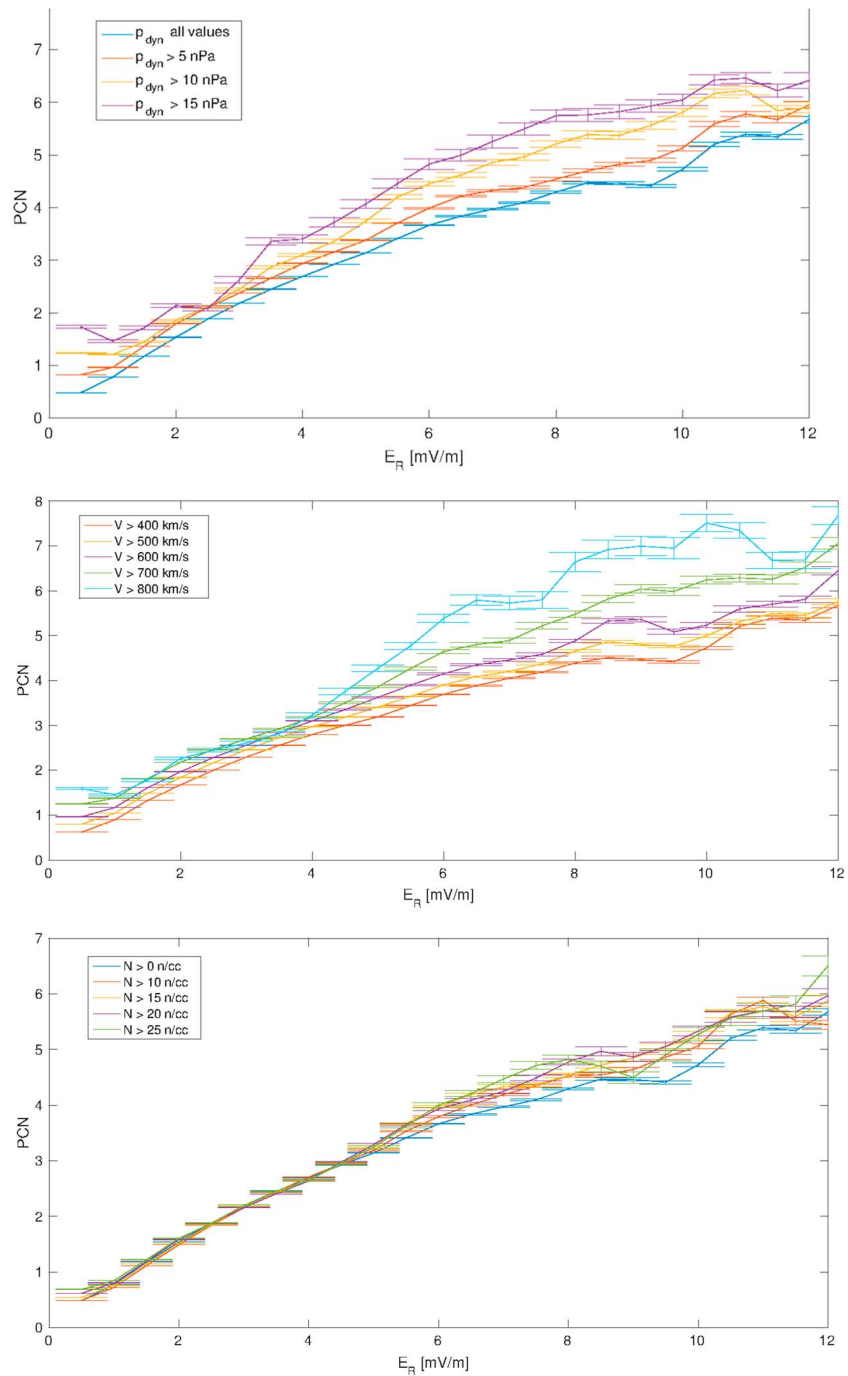 p dyn all values
p dyn > 5 nPa
p dyn > 10 nPa
p dyn > 15 nPa
7
6
5
4
3
2
1
0
PCN
0 2 4 6 8 10 12
E R [mV/m]
V > 400 km/s
V > 500 km/s
V > 600 km/s
V > 700 km/s
V > 800 km/s
8
7
6
5
4
3
2
1
0
PCN
0 2 4 6 8 10 12
E R [mV/m]
N > 0 n/cc
N > 10 n/cc
N > 15 n/cc
N > 20 n/cc
N > 25 n/cc
7
6
5
4
3
2
1
0
PCN
0 2 4 6 8 10 12
E R [mV/m]